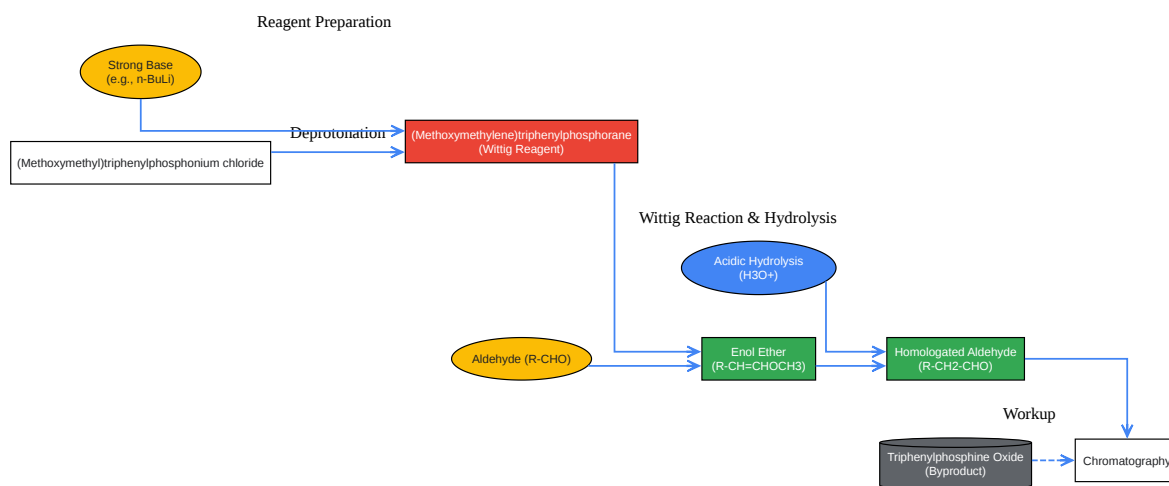 Reagent Preparation
Strong Base
(e.g., n-BuLi)
Deprotonation
(Methoxymethyl)triphenylphosphonium chloride
(Methoxymethylene)triphenylphosphorane
(Wittig Reagent)
Wittig Reaction & Hydrolysis
Acidic Hydrolysis
(H3O+)
Aldehyde (R-CHO)
Enol Ether
(R-CH=CHOCH3)
Homologated Aldehyde
(R-CH2-CHO)
Workup
Triphenylphosphine Oxide
(Byproduct)
Chromatography